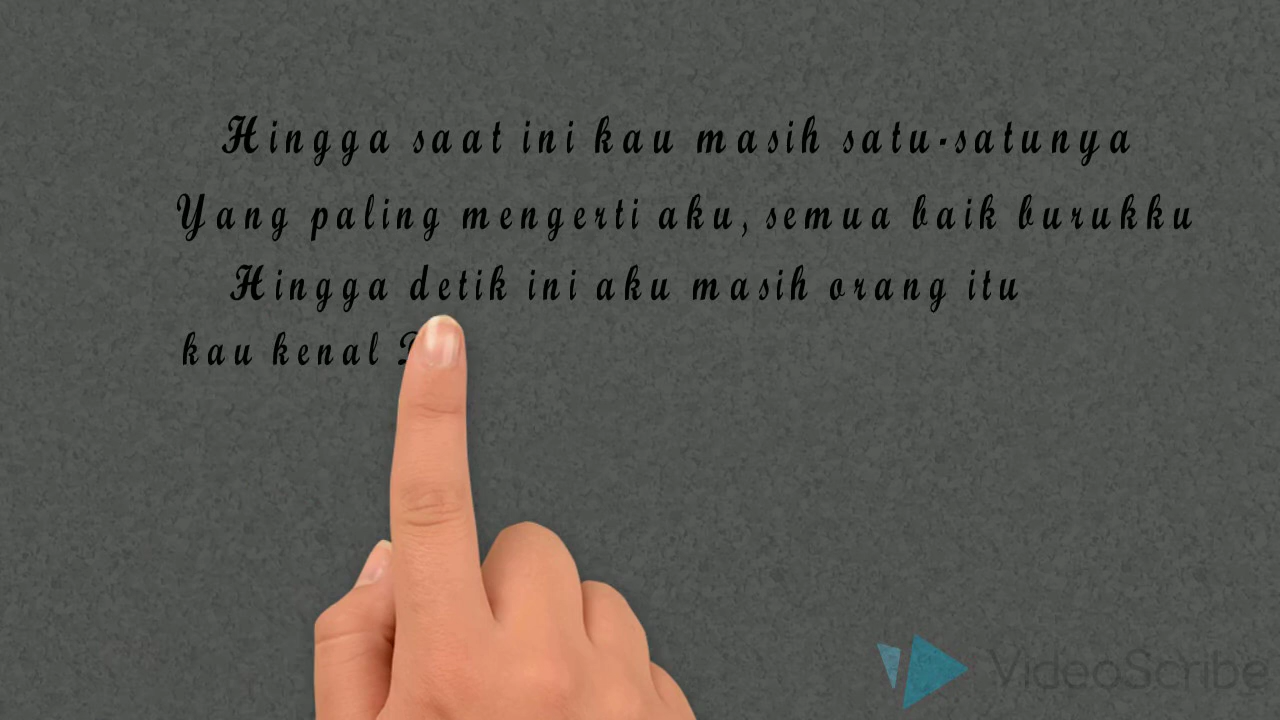 Hingga saat ini kau masih satu-satunya
Yang paling mengerti aku, semua baik burukku
Hingga detik ini aku masih orang itu
kau kenal
VideoScribe